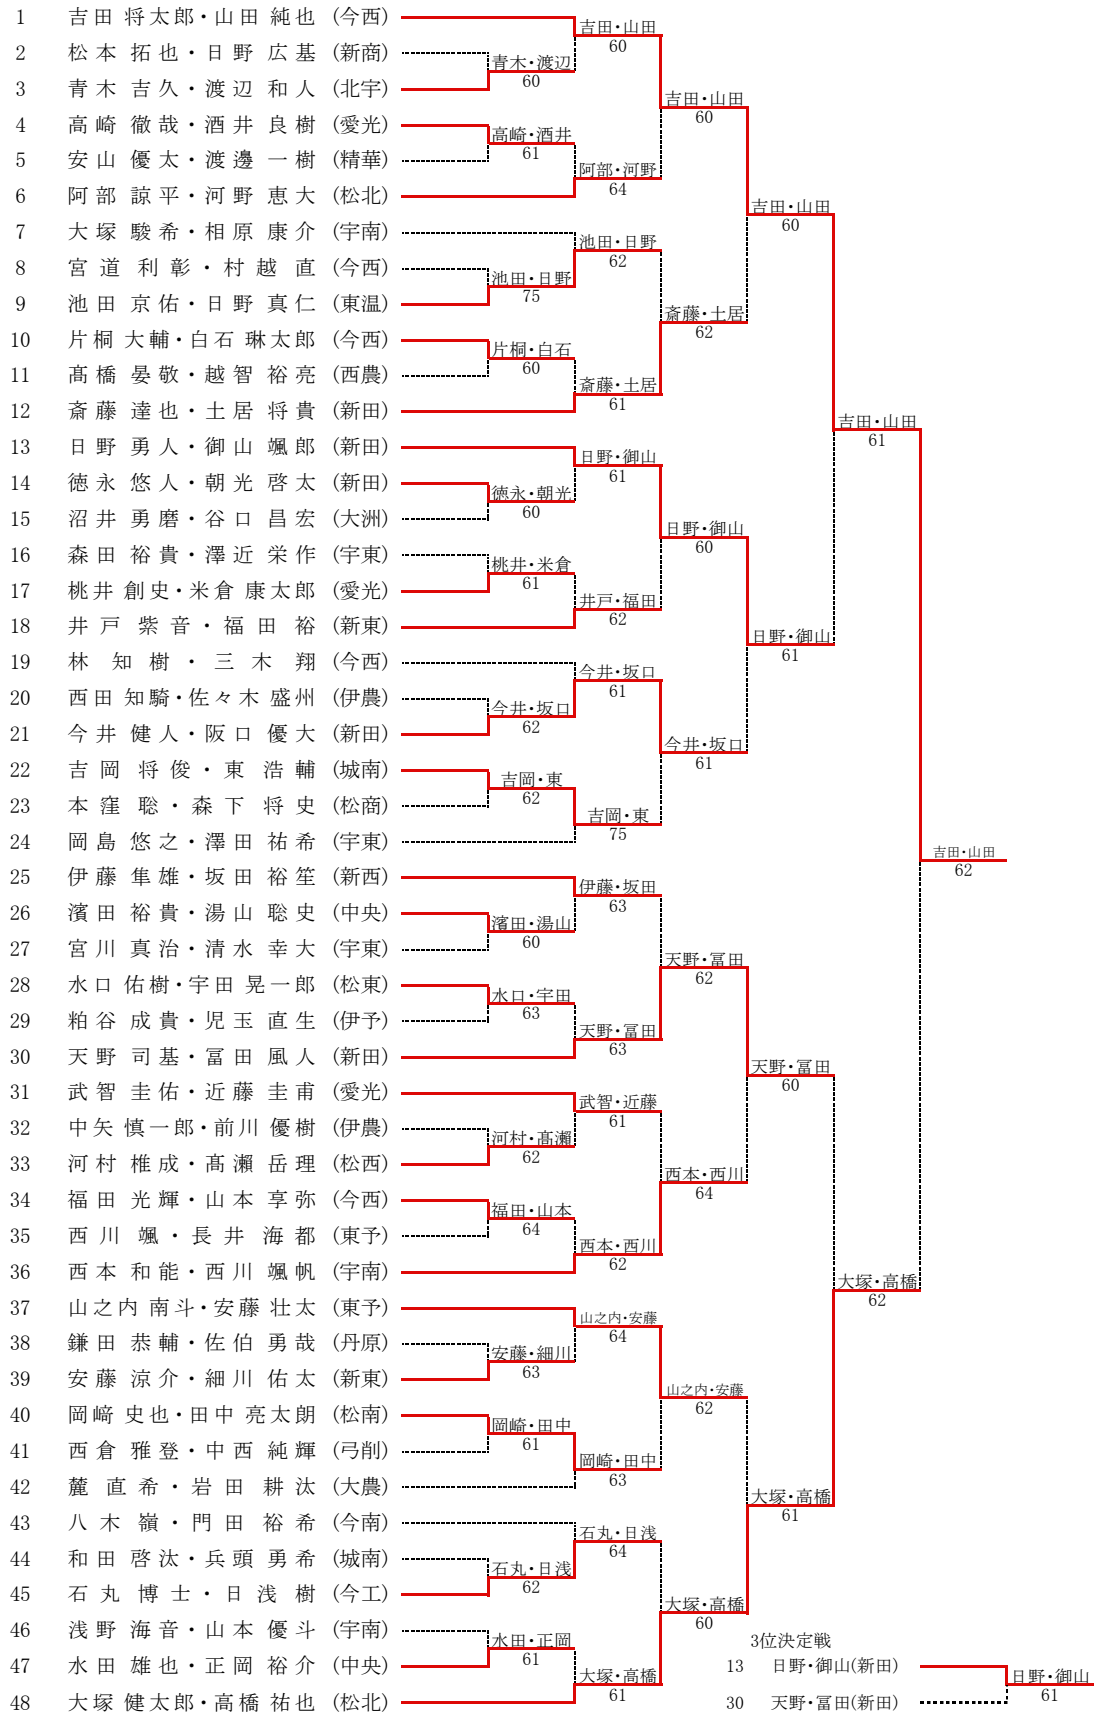 1 吉田 将太郎・山田 純也 (今西)
吉田・山田
60
2 松本 拓也・日野 広基 (新商)
青木・渡辺
60
3 青木 吉久・渡辺 和人 (北宇)
吉田・山田
60
4 高崎 徹哉・酒井 良樹 (愛光)
高崎・酒井
61
5 安山 優太・渡邊 一樹 (精華)
阿部・河野
64
6 阿部 諒平・河野 恵大 (松北)
吉田・山田
60
7 大塚 駿希・相原 康介 (宇南)
池田・日野
62
8 宮道 利彰・村越 直 (今西)
池田・日野
75
9 池田 京佑・日野 真仁 (東温)
斎藤・土居
62
10 片桐 大輔・白石 琳太郎 (今西)
片桐・白石
60
11 髙橋 晏敬・越智 裕亮 (西農)
斎藤・土居
61
12 斎藤 達也・土居 将貴 (新田)
吉田・山田
61
13 日野 勇人・御山 颯郎 (新田)
日野・御山
61
14 徳永 悠人・朝光 啓太 (新田)
徳永・朝光
60
15 沼井 勇磨・谷口 昌宏 (大洲)
日野・御山
60
16 森田 裕貴・澤近 栄作 (宇東)
桃井・米倉
61
17 桃井 創史・米倉 康太郎 (愛光)
井戸・福田
62
18 井戸 紫音・福田 裕 (新東)
日野・御山
61
19 林 知樹・三木 翔 (今西)
今井・坂口
61
20 西田 知騎・佐々木 盛州 (伊農)
今井・坂口
62
21 今井 健人・阪口 優大 (新田)
今井・坂口
61
22 吉岡 将俊・東 浩輔 (城南)
吉岡・東
62
23 本窪 聡・森下 将史 (松商)
吉岡・東
75
24 岡島 悠之・澤田 祐希 (宇東)
吉田・山田
62
25 伊藤 隼雄・坂田 裕笙 (新西)
伊藤・坂田
63
26 濱田 裕貴・湯山 聡史 (中央)
濱田・湯山
60
27 宮川 真治・清水 幸大 (宇東)
天野・冨田
62
28 水口 佑樹・宇田 晃一郎 (松東)
水口・宇田
63
29 粕谷 成貴・児玉 直生 (伊予)
天野・冨田
63
30 天野 司基・冨田 風人 (新田)
天野・冨田
60
31 武智 圭佑・近藤 圭甫 (愛光)
武智・近藤
61
32 中矢 慎一郎・前川 優樹 (伊農)
河村・髙瀬
62
33 河村 椎成・髙瀬 岳理 (松西)
西本・西川
64
34 福田 光輝・山本 享弥 (今西)
福田・山本
64
35 西川 颯・長井 海都 (東予)
西本・西川
62
36 西本 和能・西川 颯帆 (宇南)
大塚・高橋
62
37 山之内 南斗・安藤 壮太 (東予)
山之内・安藤
64
38 鎌田 恭輔・佐伯 勇哉 (丹原)
安藤・細川
63
39 安藤 涼介・細川 佑太 (新東)
山之内・安藤
62
40 岡﨑 史也・田中 亮太朗 (松南)
岡崎・田中
61
41 西倉 雅登・中西 純輝 (弓削)
岡崎・田中
63
42 麓 直希・岩田 耕汰 (大農)
大塚・高橋
61
43 八木 嶺・門田 裕希 (今南)
石丸・日浅
64
44 和田 啓汰・兵頭 勇希 (城南)
石丸・日浅
62
45 石丸 博士・日浅 樹 (今工)
大塚・高橋
60
46 浅野 海音・山本 優斗 (宇南)
水田・正岡
61
47 水田 雄也・正岡 裕介 (中央)
大塚・高橋
61
48 大塚 健太郎・高橋 祐也 (松北)
3位決定戦
13 日野・御山(新田)
日野・御山
61
30 天野・冨田(新田)